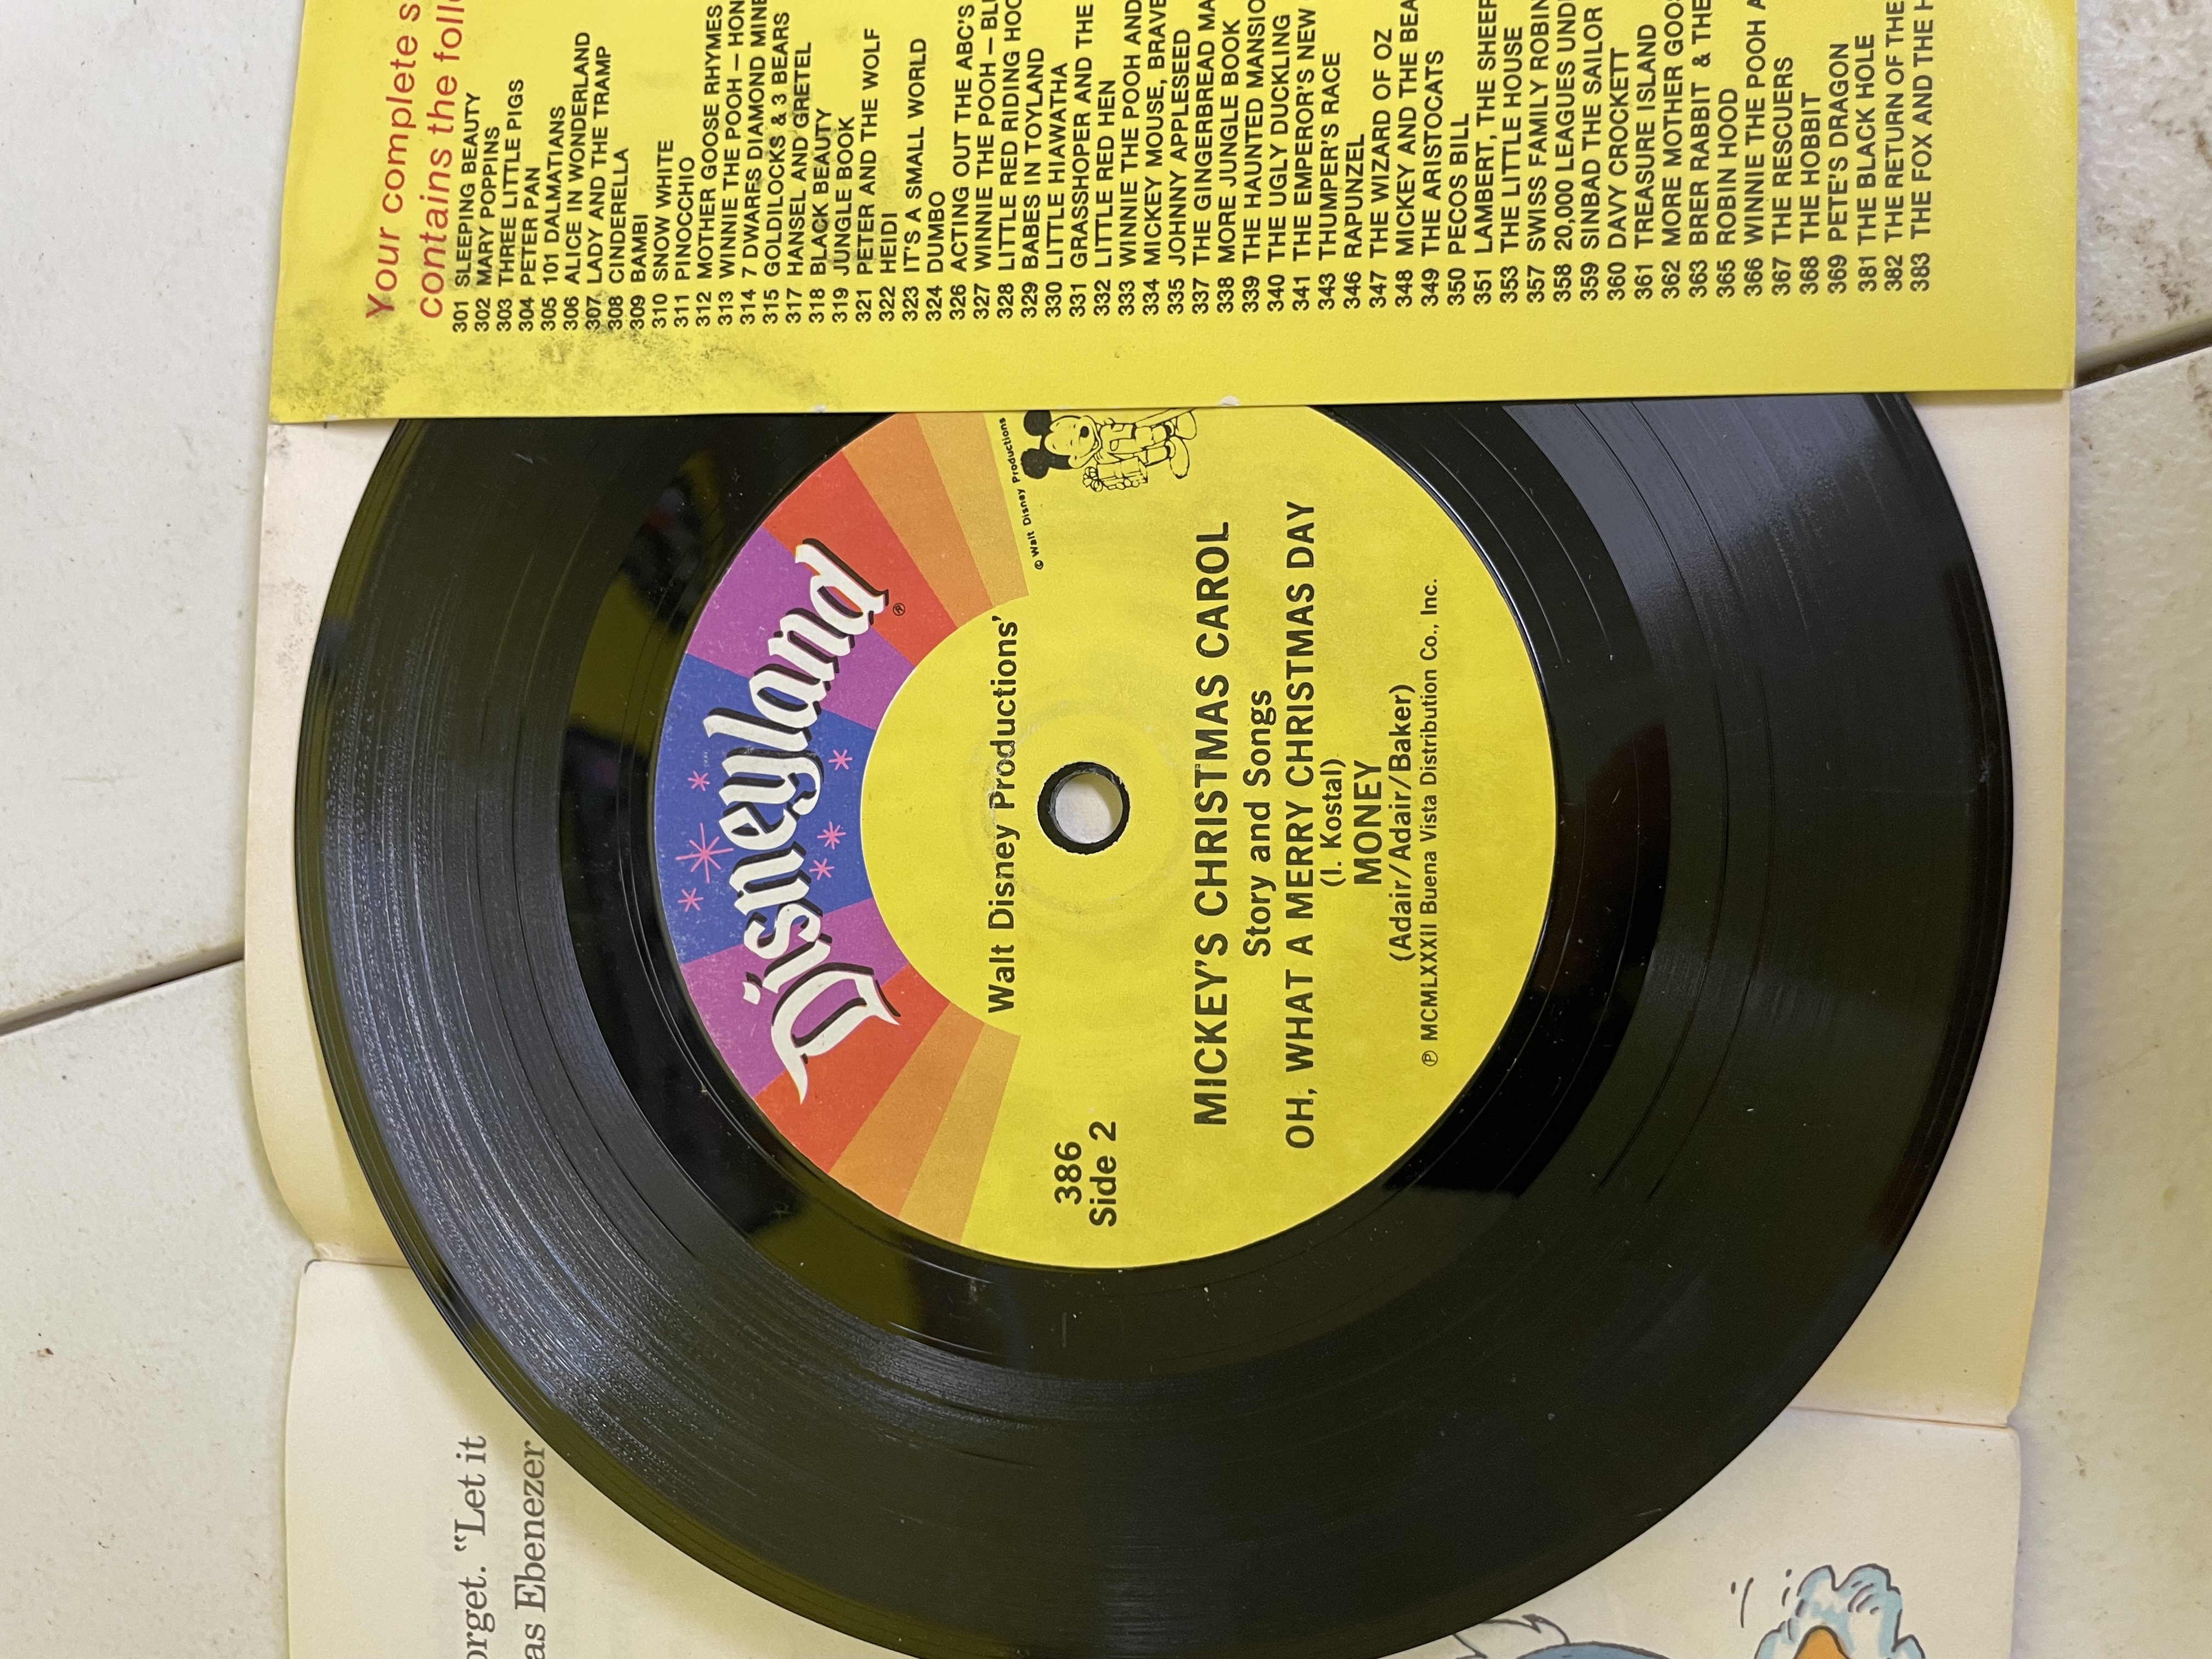 Your complete s
contains the foll
301 SLEEPING BEAUTY
302 MARY POPPINS
303 THREE LITTLE PIGS
304 PETER PAN
305 101 DALMATIANS
306 ALICE IN WONDERLAND
307 LADY AND THE TRAMP
308 CINDERELLA
309 BAMBI
310 SNOW WHITE
311 PINOCCHIO
312 MOTHER GOOSE RHYMES
313 WINNIE THE POOH – HON
314 7 DWARFS DIAMOND MINE
315 GOLDILOCKS & 3 BEARS
317 HANSEL AND GRETEL
318 BLACK BEAUTY
319 JUNGLE BOOK
321 PETER AND THE WOLF
322 HEIDI
323 IT'S A SMALL WORLD
324 DUMBO
326 ACTING OUT THE ABC'S
327 WINNIE THE POOH – BL
328 LITTLE RED RIDING HOO
329 BABES IN TOYLAND
330 LITTLE HIAWATHA
331 GRASSHOPER AND THE
332 LITTLE RED HEN
333 WINNIE THE POOH AND
334 MICKEY MOUSE, BRAVE
335 JOHNNY APPLESEED
337 THE GINGERBREAD MA
338 MORE JUNGLE BOOK
339 THE HAUNTED MANSIO
340 THE UGLY DUCKLING
341 THE EMPEROR'S NEW
343 THUMPER'S RACE
346 RAPUNZEL
347 THE WIZARD OF OZ
348 MICKEY AND THE BEA
349 THE ARISTOCATS
350 PECOS BILL
351 LAMBERT, THE SHEEP
353 THE LITTLE HOUSE
357 SWISS FAMILY ROBIN
358 20,000 LEAGUES UND
359 SINBAD THE SAILOR
360 DAVY CROCKETT
361 TREASURE ISLAND
362 MORE MOTHER GOOS
363 BRER RABBIT & THE
365 ROBIN HOOD
366 WINNIE THE POOH A
367 THE RESCUERS
368 THE HOBBIT
369 PETE'S DRAGON
381 THE BLACK HOLE
382 THE RETURN OF THE
383 THE FOX AND THE H
Disneyland®
© Walt Disney Productions
Walt Disney Productions'
386
Side 2
MICKEY'S CHRISTMAS CAROL
Story and Songs
OH, WHAT A MERRY CHRISTMAS DAY
(I. Kostal)
MONEY
(Adair/Adair/Baker)
℗ MCMLXXXII Buena Vista Distribution Co., Inc.
orget. "Let it
as Ebenezer